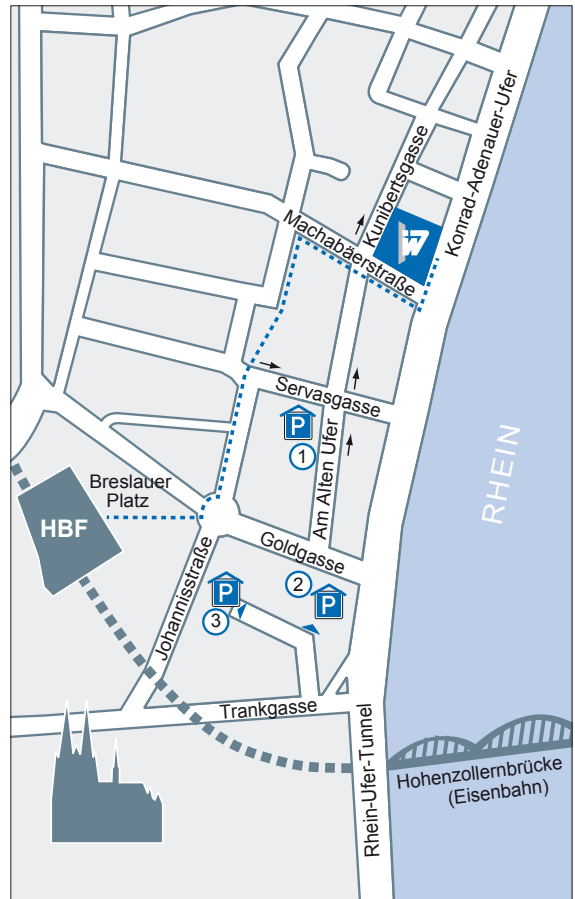 Konrad-Adenauer-Ufer
Kunibertsgasse
Machabäerstraße
iW
Servasgasse
P
1
Am Alten Ufer
RHEIN
Breslauer
Platz
HBF
Goldgasse
Johannisstraße
2
P
P
3
Trankgasse
Hohenzollernbrücke
(Eisenbahn)
Rhein-Ufer-Tunnel